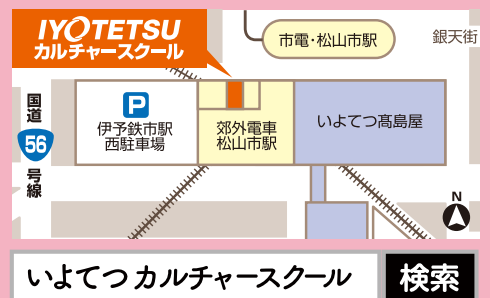 IYOTETSU
カルチャースクール
市電・松山市駅
銀天街
国道
56
号線
P
伊予鉄市駅
西駐車場
郊外電車
松山市駅
いよてつ髙島屋
N
いよてつ カルチャースクール
検索